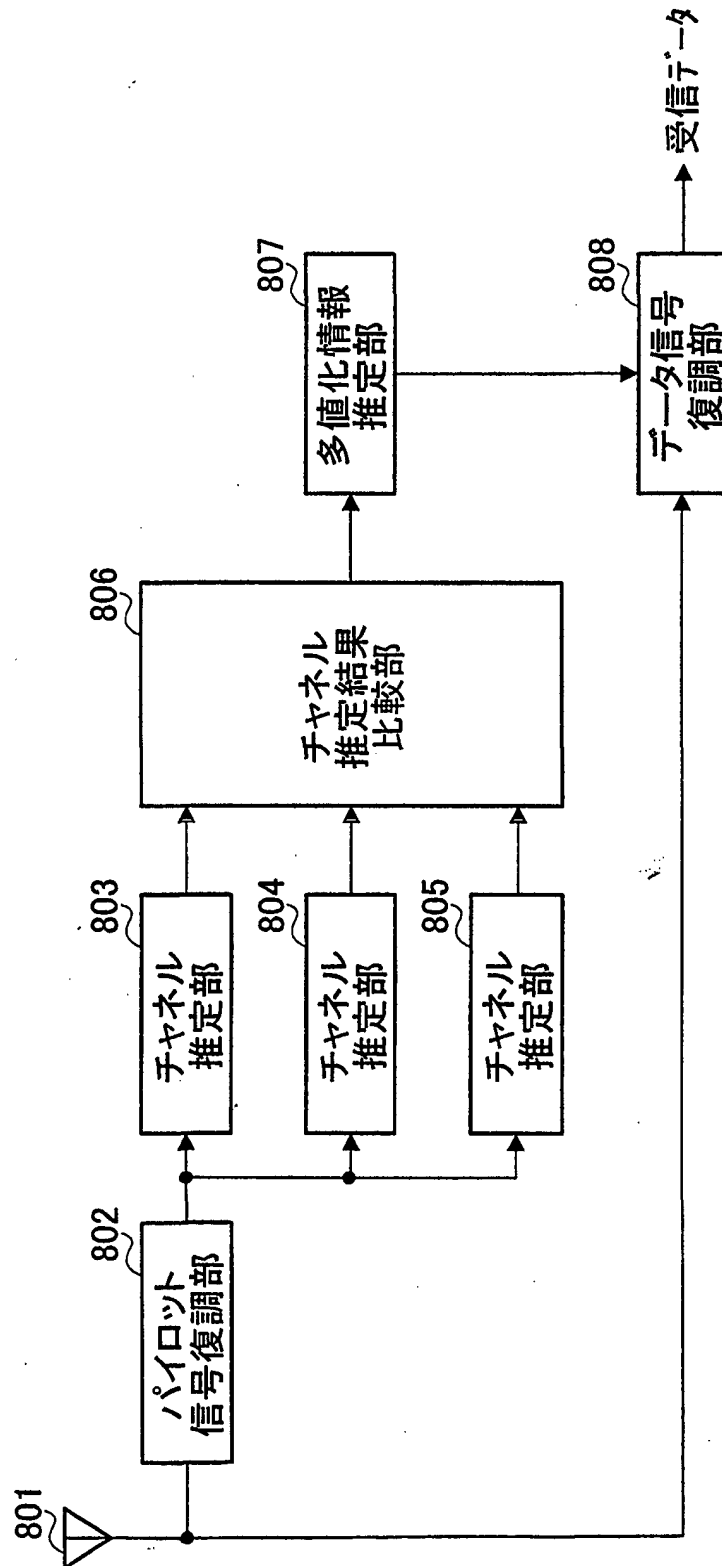 801
802
パイロット
信号復調部
803
チャネル
推定部
804
チャネル
推定部
805
チャネル
推定部
806
チャネル
推定結果
比較部
807
多値化情報
推定部
808
データ信号
復調部
受信データ